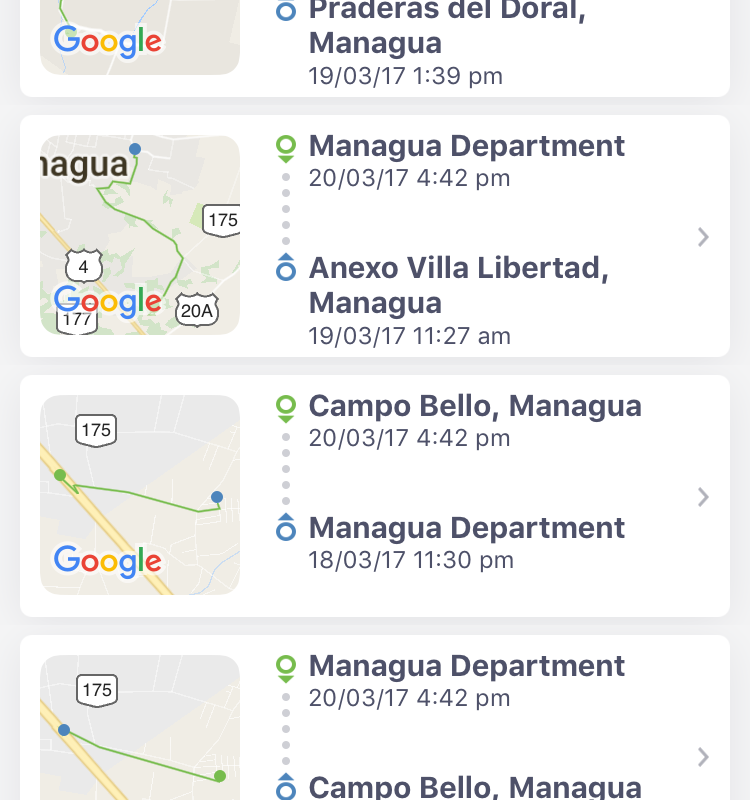 Praderas del Doral,
Managua
19/03/17 1:39 pm
Google
Managua Department
20/03/17 4:42 pm
Anexo Villa Libertad,
Managua
19/03/17 11:27 am
nagua
175
4
Google
177
20A
Campo Bello, Managua
20/03/17 4:42 pm
Managua Department
18/03/17 11:30 pm
175
Google
Managua Department
20/03/17 4:42 pm
Campo Bello, Managua
175